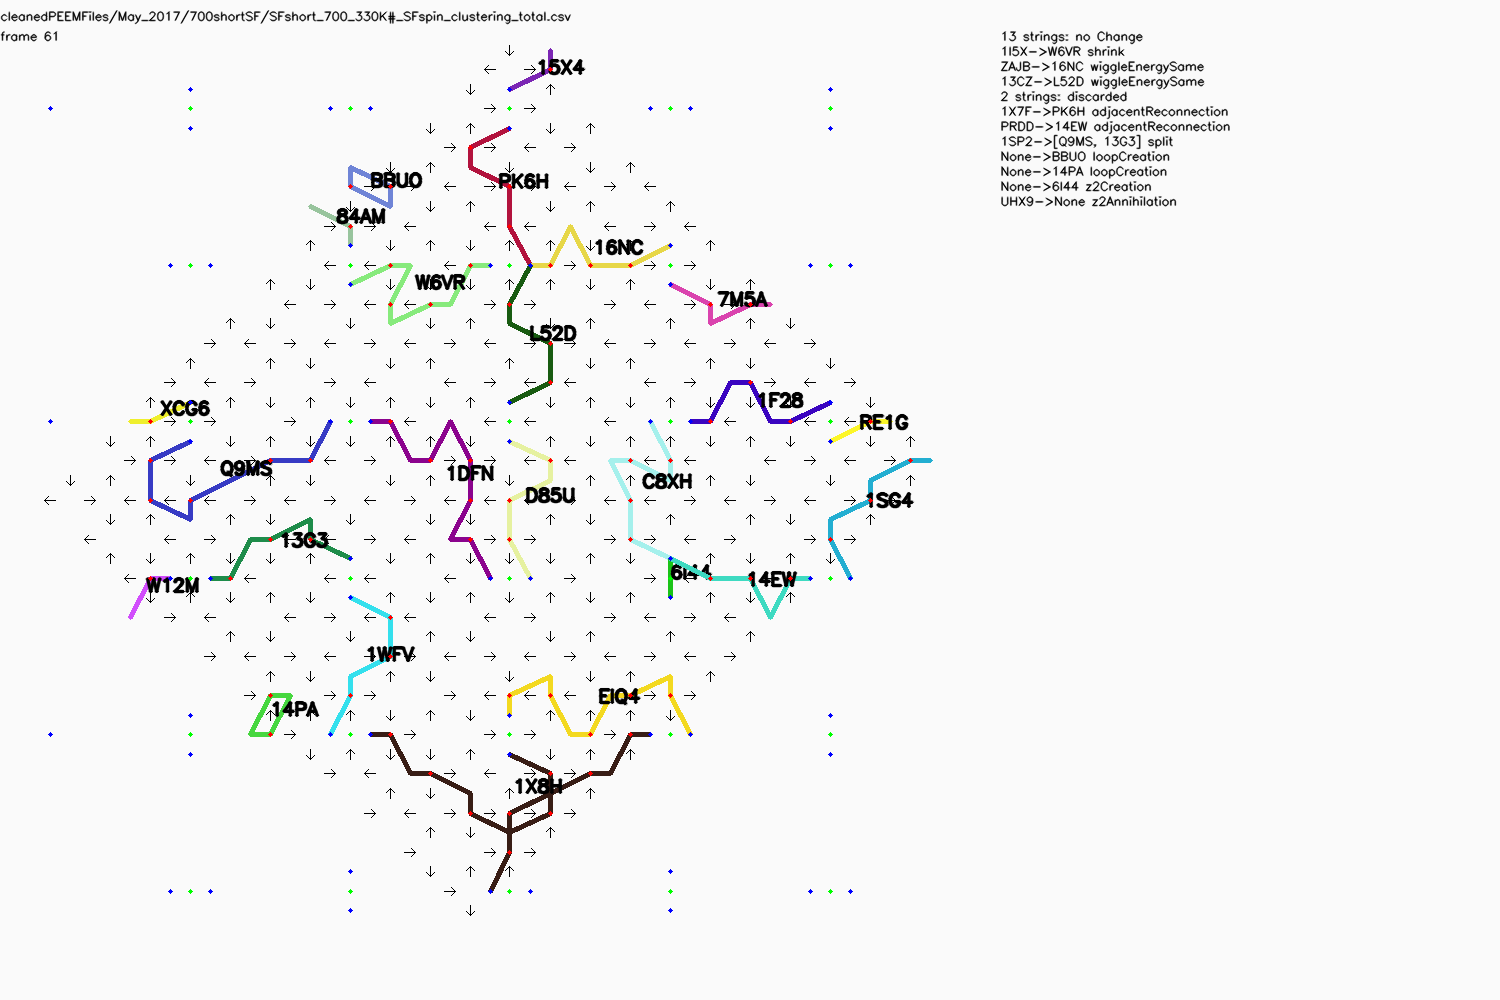 cleanedPEEMFiles/May_2017/700shortSF/SFshort_700_330K#_SFspin_clustering_total.csv
frame 61
13 strings: no Change
1I5X->W6VR shrink
ZAJB->16NC wiggleEnergySame
13CZ->L52D wiggleEnergySame
2 strings: discarded
1X7F->PK6H adjacentReconnection
PRDD->14EW adjacentReconnection
1SP2->[Q9MS, 13G3] split
None->BBUO loopCreation
None->14PA loopCreation
None->6I44 z2Creation
UHX9->None z2Annihilation
15X4
BBUO
PK6H
84AM
16NC
W6VR
7M5A
L52D
1F28
XCG6
RE1G
Q9MS
1DFN
C8XH
D85U
1SG4
13G3
6I44
14EW
W12M
1WFV
EIQ4
14PA
1X8H